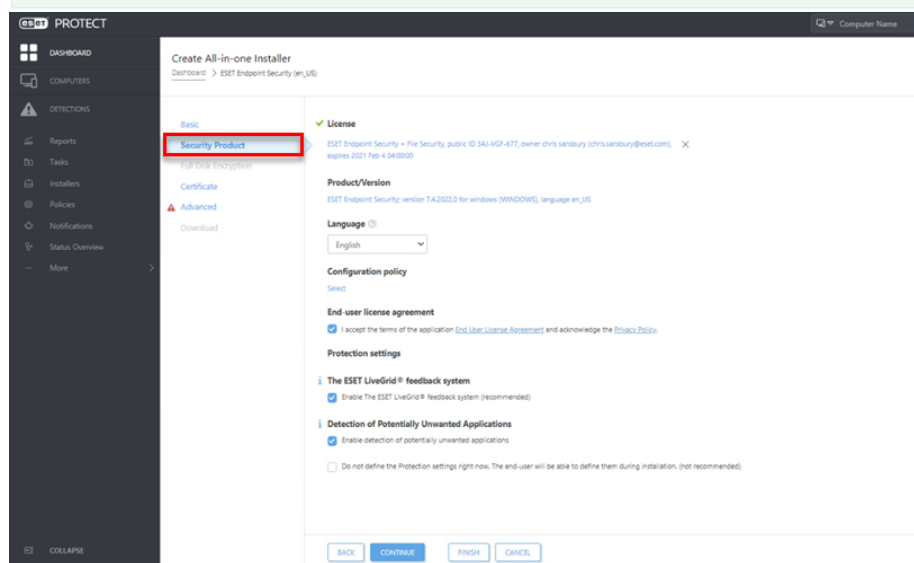 eset PROTECT
Computer Name
DASHBOARD
COMPUTERS
DETECTIONS
Reports
Tasks
Installers
Policies
Notifications
Status Overview
More
COLLAPSE
Create All-in-one Installer
Dashboard > ESET Endpoint Security (en_US)
Basic
Security Product
Full Disk Encryption
Certificate
Advanced
Download
License
ESET Endpoint Security + File Security, public ID 3AJ-VGF-677, owner chris sansbury (chris.sansbury@eset.com),
expires 2021 Feb 4 04:00:00
Product/Version
ESET Endpoint Security; version 7.4.2022.0 for windows (WINDOWS), language en_US
Language
English
Configuration policy
Select
End-user license agreement
I accept the terms of the application End User License Agreement and acknowledge the Privacy Policy.
Protection settings
The ESET LiveGrid® feedback system
Enable The ESET LiveGrid® feedback system (recommended)
Detection of Potentially Unwanted Applications
Enable detection of potentially unwanted applications
Do not define the Protection settings right now. The end-user will be able to define them during installation. (not recommended)
BACK
CONTINUE
FINISH
CANCEL